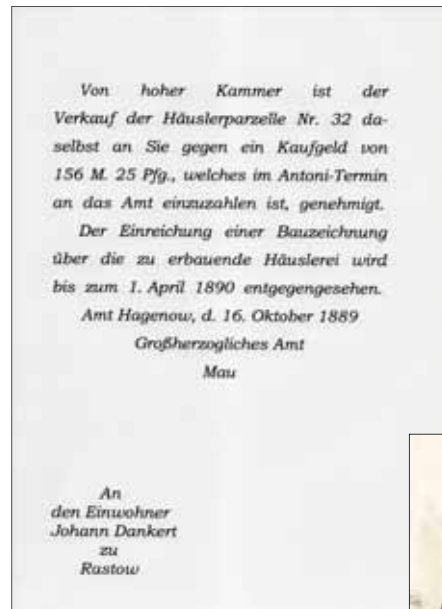 Von hoher Kammer ist der
Verkauf der Häuslerparzelle Nr. 32 da-
selbst an Sie gegen ein Kaufgeld von
156 M. 25 Pfg., welches im Antoni-Termin
an das Amt einzuzahlen ist, genehmigt.
Der Einreichung einer Bauzeichnung
über die zu erbauende Häuslerei wird
bis zum 1. April 1890 entgegengesehen.
Amt Hagenow, d. 16. Oktober 1889
Großherzogliches Amt
Mau
An
den Einwohner
Johann Dankert
zu
Rastow